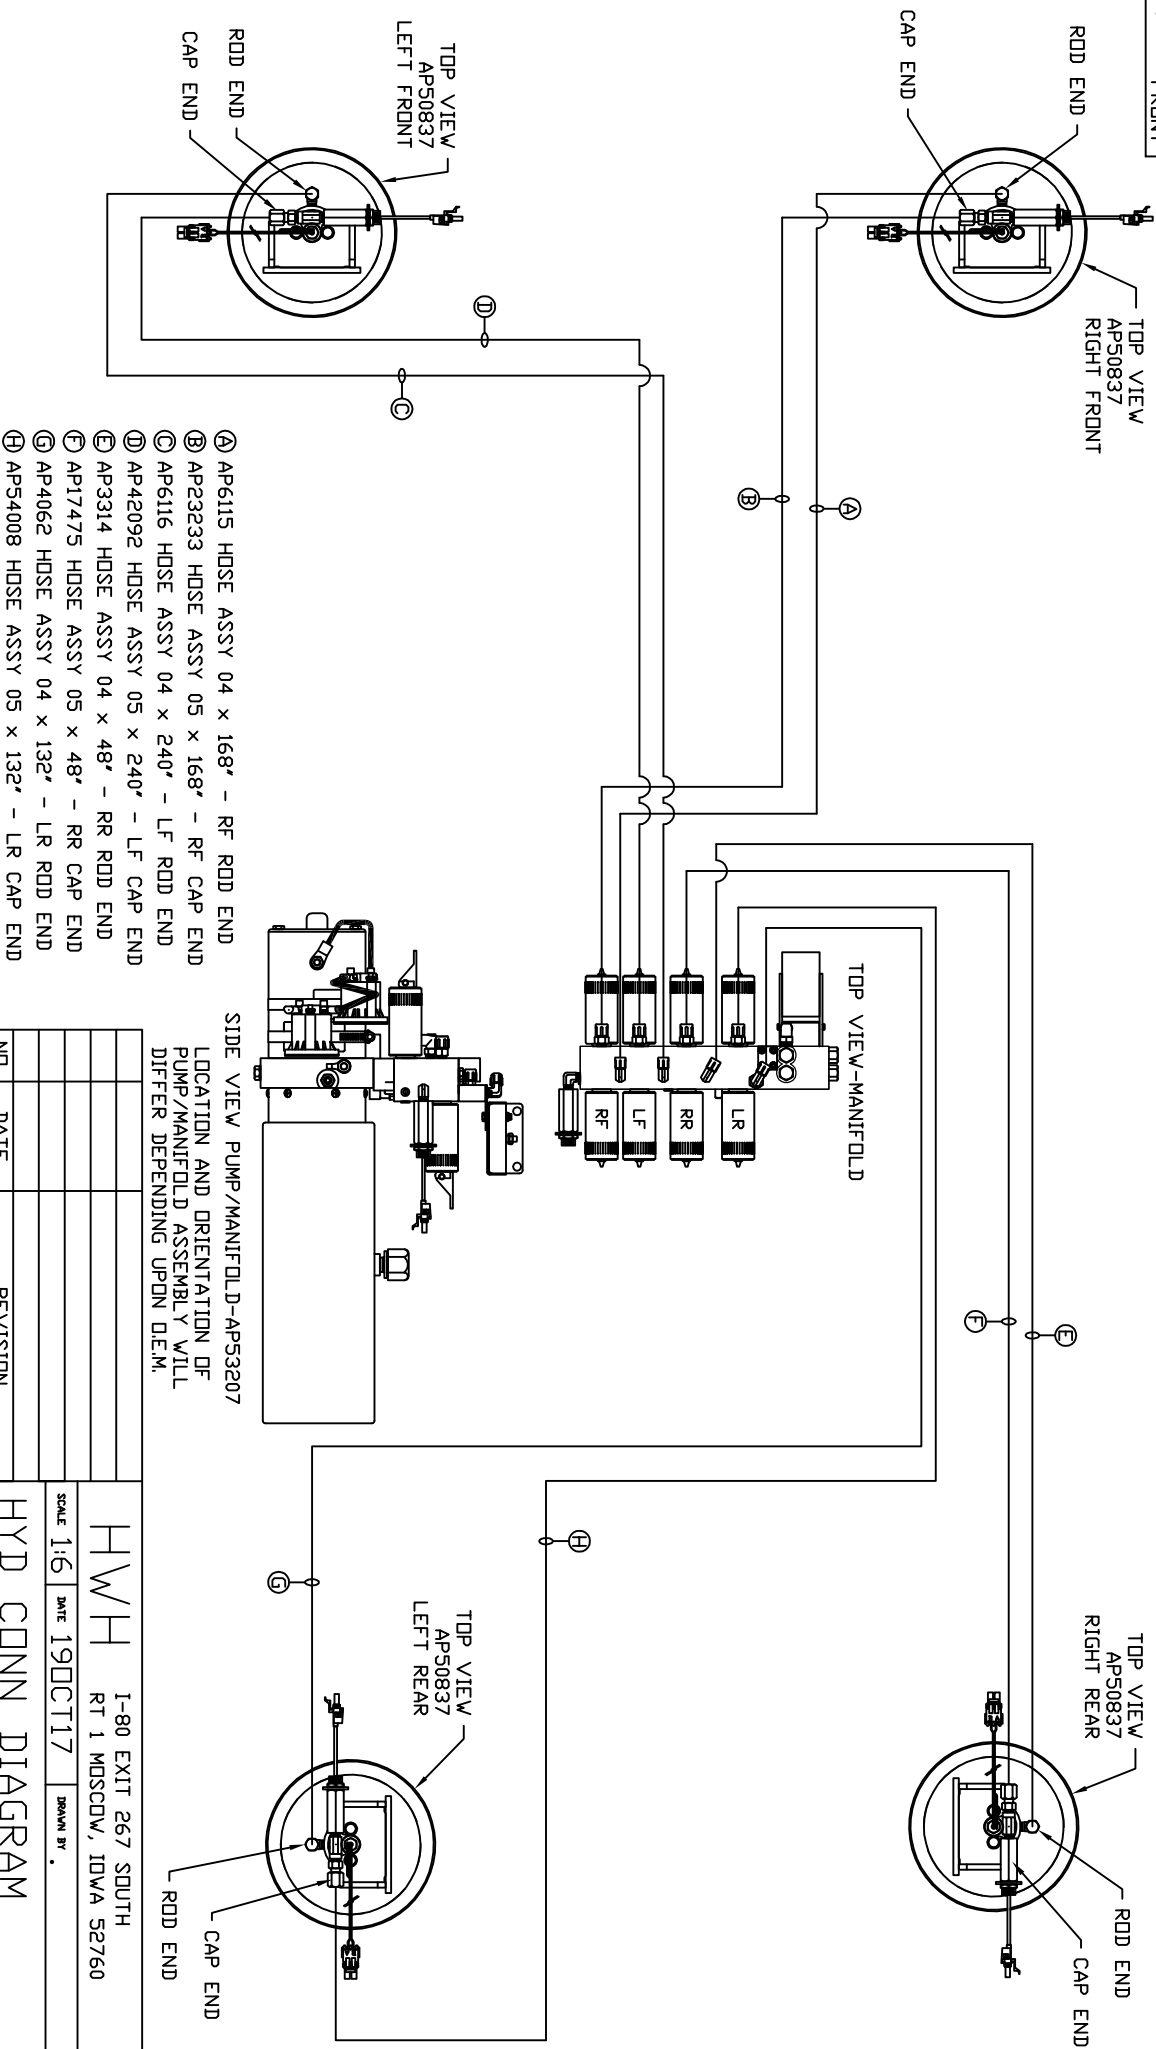 FRONT
ROD END
CAP END
TOP VIEW
AP50837
RIGHT FRONT
TOP VIEW
AP50837
LEFT FRONT
ROD END
CAP END
A
B
D
C
E
F
H
G
TOP VIEW
AP50837
RIGHT REAR
ROD END
CAP END
TOP VIEW
AP50837
LEFT REAR
CAP END
ROD END
TOP VIEW-MANIFOLD
LR
RR
LF
RF
SIDE VIEW PUMP/MANIFOLD-AP53207
LOCATION AND ORIENTATION OF
PUMP/MANIFOLD ASSEMBLY WILL
DIFFER DEPENDING UPON O.E.M.
A AP6115 HOSE ASSY 04 x 168" - RF ROD END
B AP23233 HOSE ASSY 05 x 168" - RF CAP END
C AP6116 HOSE ASSY 04 x 240" - LF ROD END
D AP42092 HOSE ASSY 05 x 240" - LF CAP END
E AP3314 HOSE ASSY 04 x 48" - RR ROD END
F AP17475 HOSE ASSY 05 x 48" - RR CAP END
G AP4062 HOSE ASSY 04 x 132" - LR ROD END
H AP54008 HOSE ASSY 05 x 132" - LR CAP END
NO DATE REVISION
HWH
I-80 EXIT 267 SOUTH
RT 1 MOSCOW, IOWA 52760
SCALE 1:6 DATE 19OCT17 DRAWN BY .
HYD CONN DIAGRAM